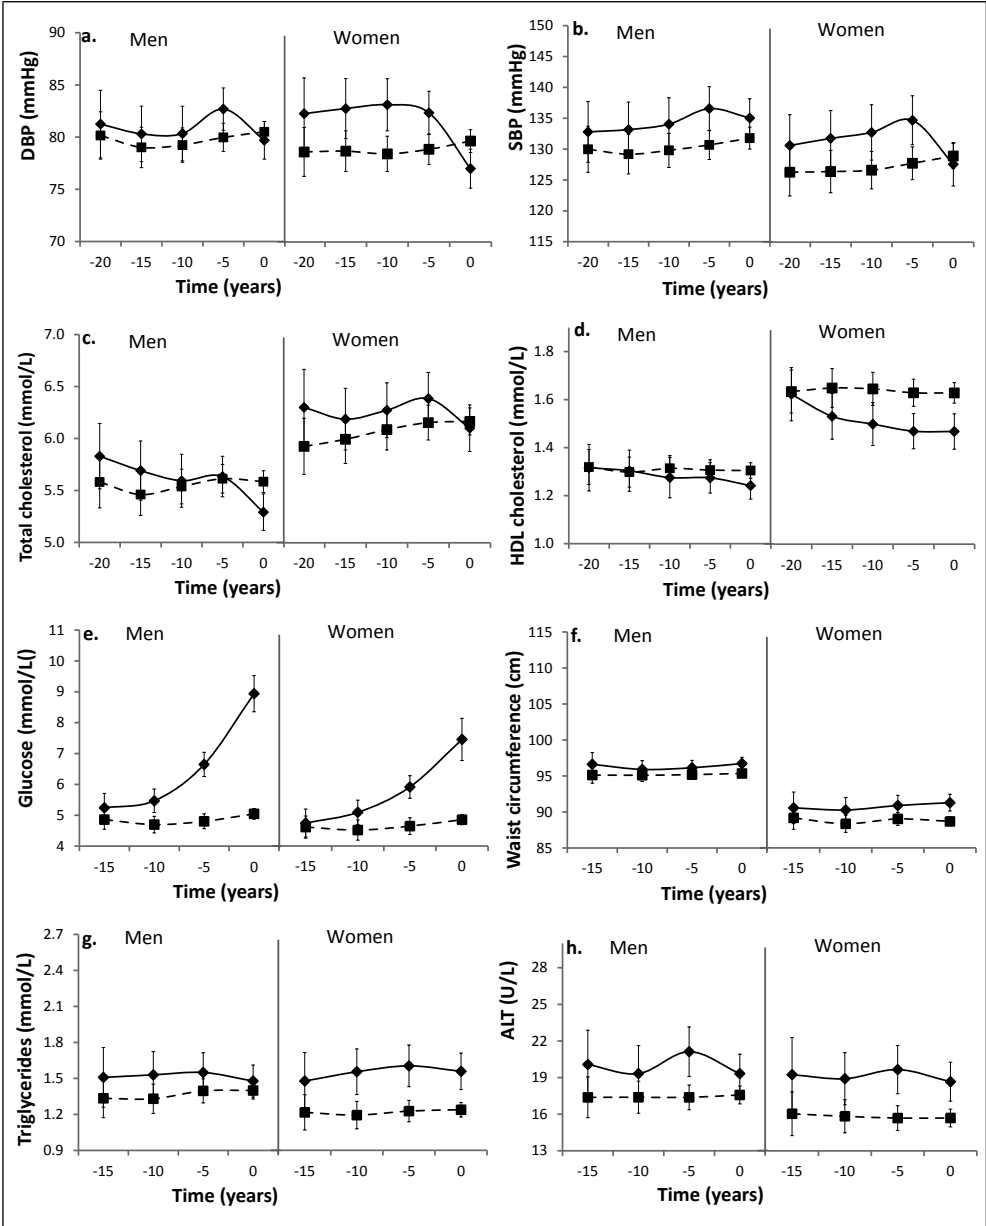 a.
Men
Women
DBP (mmHg)
90
85
80
75
70
-20 -15 -10 -5 0 -20 -15 -10 -5 0
Time (years)
b.
Men
Women
SBP (mmHg)
150
145
140
135
130
125
120
115
-20 -15 -10 -5 0 -20 -15 -10 -5 0
Time (years)
c.
Men
Women
Total cholesterol (mmol/L)
7.0
6.5
6.0
5.5
5.0
-20 -15 -10 -5 0 -20 -15 -10 -5 0
Time (years)
d.
Men
Women
HDL cholesterol (mmol/L)
1.8
1.6
1.4
1.2
1.0
-20 -15 -10 -5 0 -20 -15 -10 -5 0
Time (years)
e.
Men
Women
Glucose (mmol/L()
11
10
9
8
7
6
5
4
-15 -10 -5 0 -15 -10 -5 0
Time (years)
f.
Men
Women
Waist circumference (cm)
115
110
105
100
95
90
85
-15 -10 -5 0 -15 -10 -5 0
Time (years)
g.
Men
Women
Triglycerides (mmol/L)
2.7
2.4
2.1
1.8
1.5
1.2
0.9
-15 -10 -5 0 -15 -10 -5 0
Time (years)
h.
Men
Women
ALT (U/L)
28
25
22
19
16
13
-15 -10 -5 0 -15 -10 -5 0
Time (years)